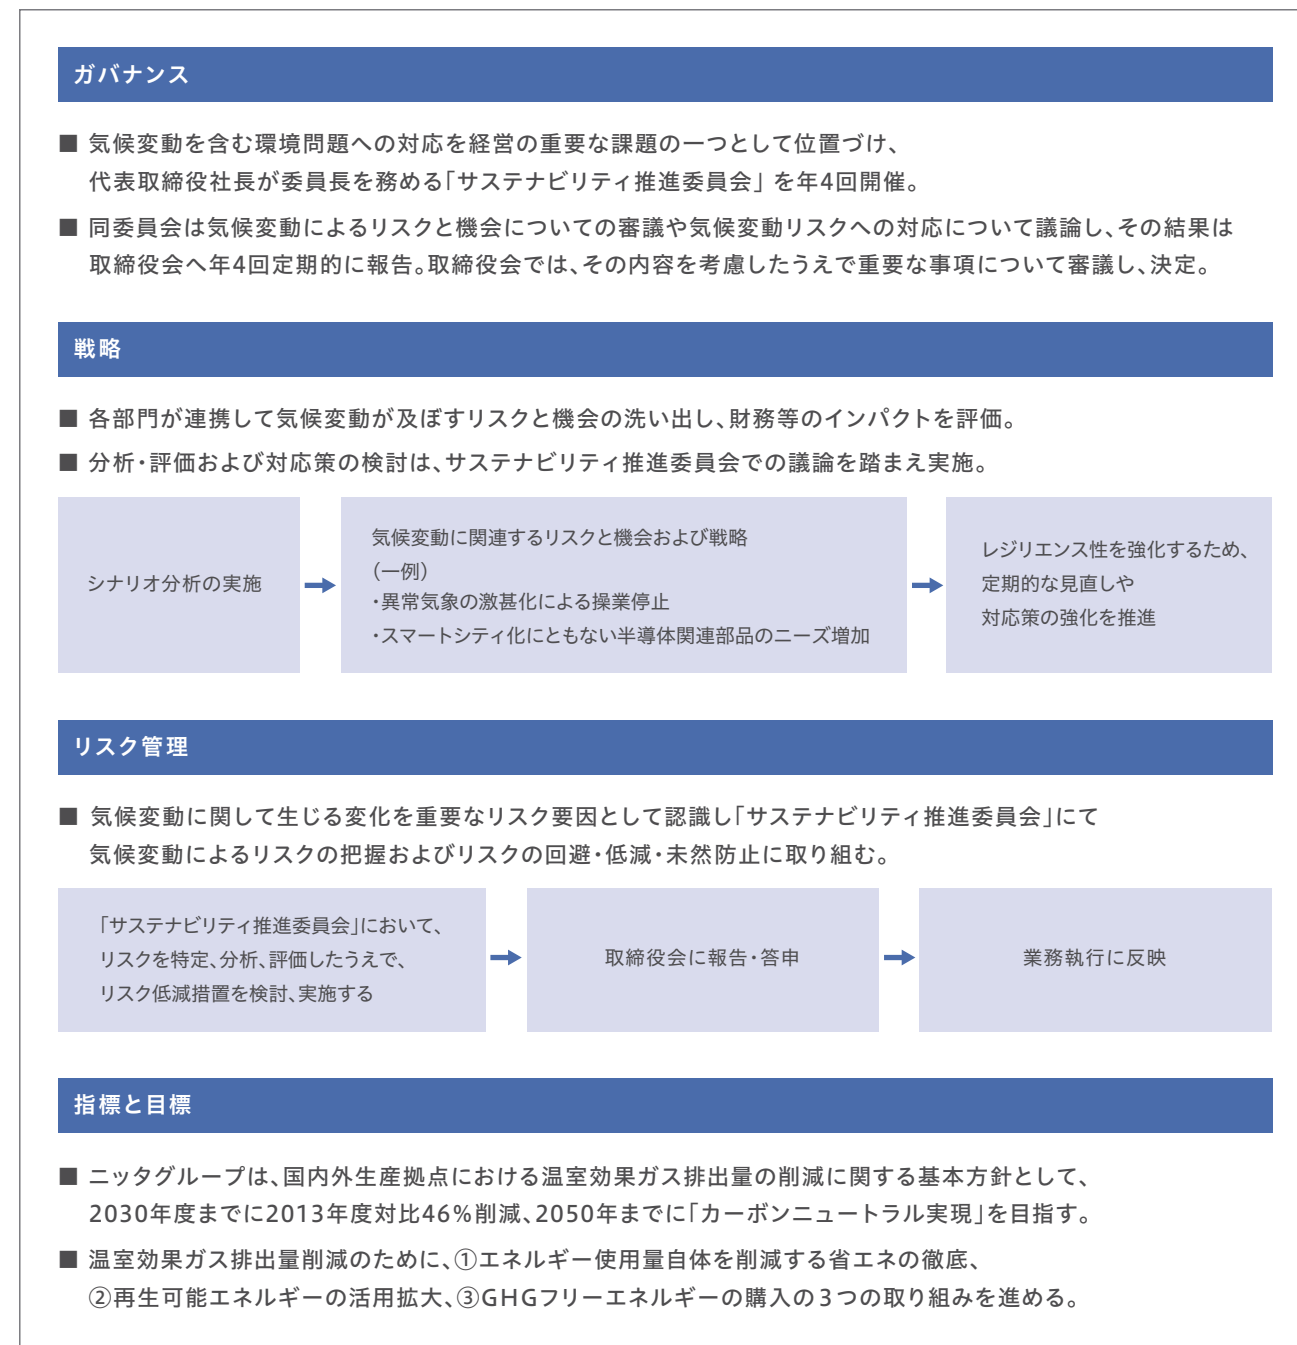 ガバナンス
■ 気候変動を含む環境問題への対応を経営の重要な課題の一つとして位置づけ、
代表取締役社長が委員長を務める「サステナビリティ推進委員会」を年4回開催。
■ 同委員会は気候変動によるリスクと機会についての審議や気候変動リスクへの対応について議論し、その結果は
取締役会へ年4回定期的に報告。取締役会では、その内容を考慮したうえで重要な事項について審議し、決定。
戦略
■ 各部門が連携して気候変動が及ぼすリスクと機会の洗い出し、財務等のインパクトを評価。
■ 分析・評価および対応策の検討は、サステナビリティ推進委員会での議論を踏まえ実施。
シナリオ分析の実施
気候変動に関連するリスクと機会および戦略
（一例）
・異常気象の激甚化による操業停止
・スマートシティ化にともない半導体関連部品のニーズ増加
レジリエンス性を強化するため、
定期的な見直しや
対応策の強化を推進
リスク管理
■ 気候変動に関して生じる変化を重要なリスク要因として認識し「サステナビリティ推進委員会」にて
気候変動によるリスクの把握およびリスクの回避・低減・未然防止に取り組む。
「サステナビリティ推進委員会」において、
リスクを特定、分析、評価したうえで、
リスク低減措置を検討、実施する
取締役会に報告・答申
業務執行に反映
指標と目標
■ ニッタグループは、国内外生産拠点における温室効果ガス排出量の削減に関する基本方針として、
2030年度までに2013年度対比46％削減、2050年までに「カーボンニュートラル実現」を目指す。
■ 温室効果ガス排出量削減のために、①エネルギー使用量自体を削減する省エネの徹底、
②再生可能エネルギーの活用拡大、③GHGフリーエネルギーの購入の３つの取り組みを進める。